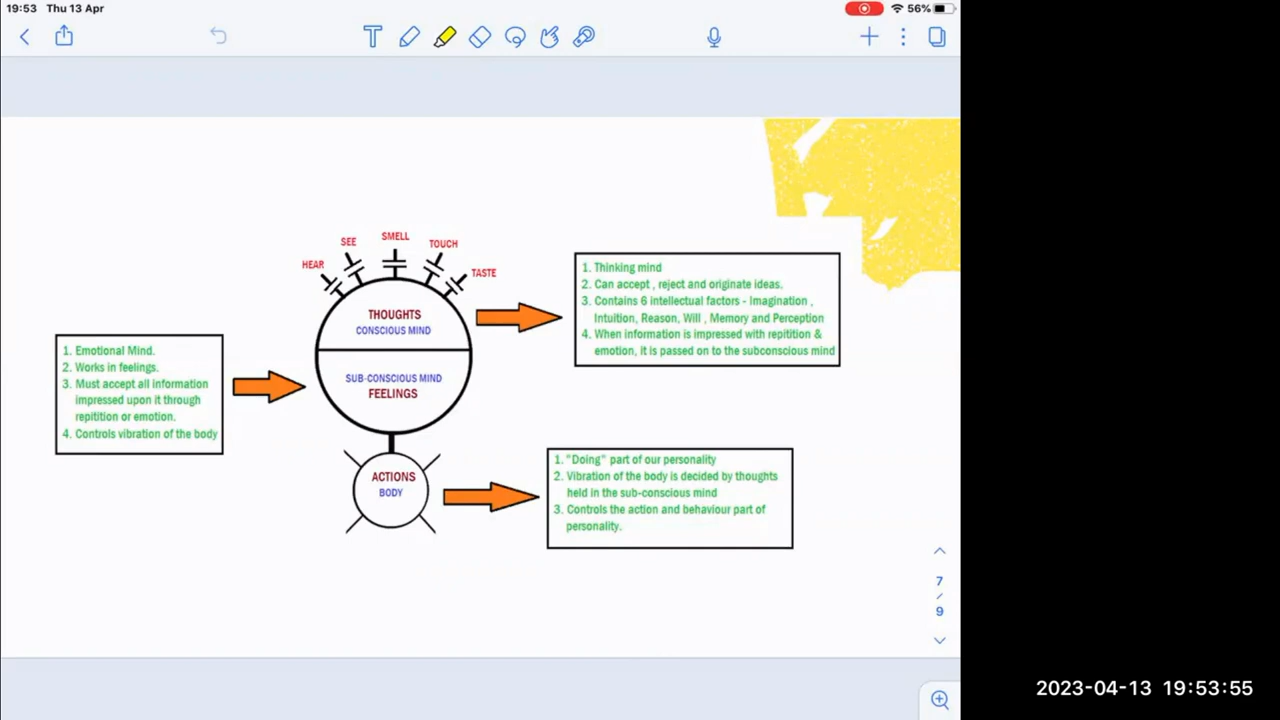 19:53 Thu 13 Apr
56%
HEAR
SEE
SMELL
TOUCH
TASTE
THOUGHTS
CONSCIOUS MIND
SUB-CONSCIOUS MIND
FEELINGS
ACTIONS
BODY
1. Thinking mind
2. Can accept , reject and originate ideas.
3. Contains 6 intellectual factors - Imagination ,
Intuition, Reason, Will , Memory and Perception
4. When information is impressed with repitition &
emotion, it is passed on to the subconscious mind
1. Emotional Mind.
2. Works in feelings.
3. Must accept all information
impressed upon it through
repitition or emotion.
4. Controls vibration of the body
1. "Doing" part of our personality
2. Vibration of the body is decided by thoughts
held in the sub-conscious mind
3. Controls the action and behaviour part of
personality.
7
/
9
2023-04-13 19:53:55